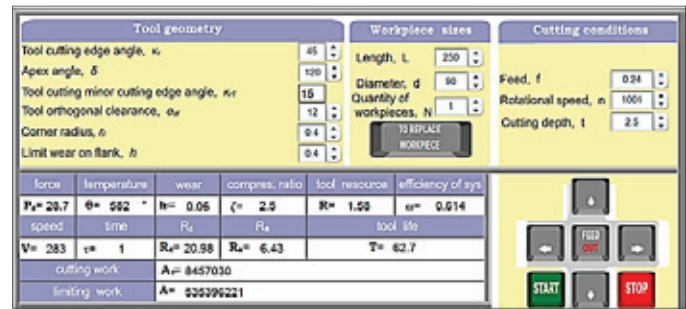 Tool geometry
Tool cutting edge angle, κr 45
Apex angle, δ 120
Tool cutting minor cutting edge angle, κr1 15
Tool orthogonal clearance, 12
Corner radius, 0.4
Limit wear on flank, h 0.4
Workpiece sizes
Length, L 250
Diameter, d 90
Quantity of
workpieces, N 1
TO REPLACE
WORKPIECE
Cutting conditions
Feed, f 0.24
Rotational speed, n 1001
Cutting depth, t 2.5
force temperature wear compres. ratio tool resource efficiency of sys
θ= 582 ° h= 0.06 ζ= 2.5 R= 1.58 0.614
speed time tool life
V= 283 τ= 1 20.98 6.43 T= 62.7
cutting work 8457030
limiting work A= 535396221
FEED
OUT
START STOP